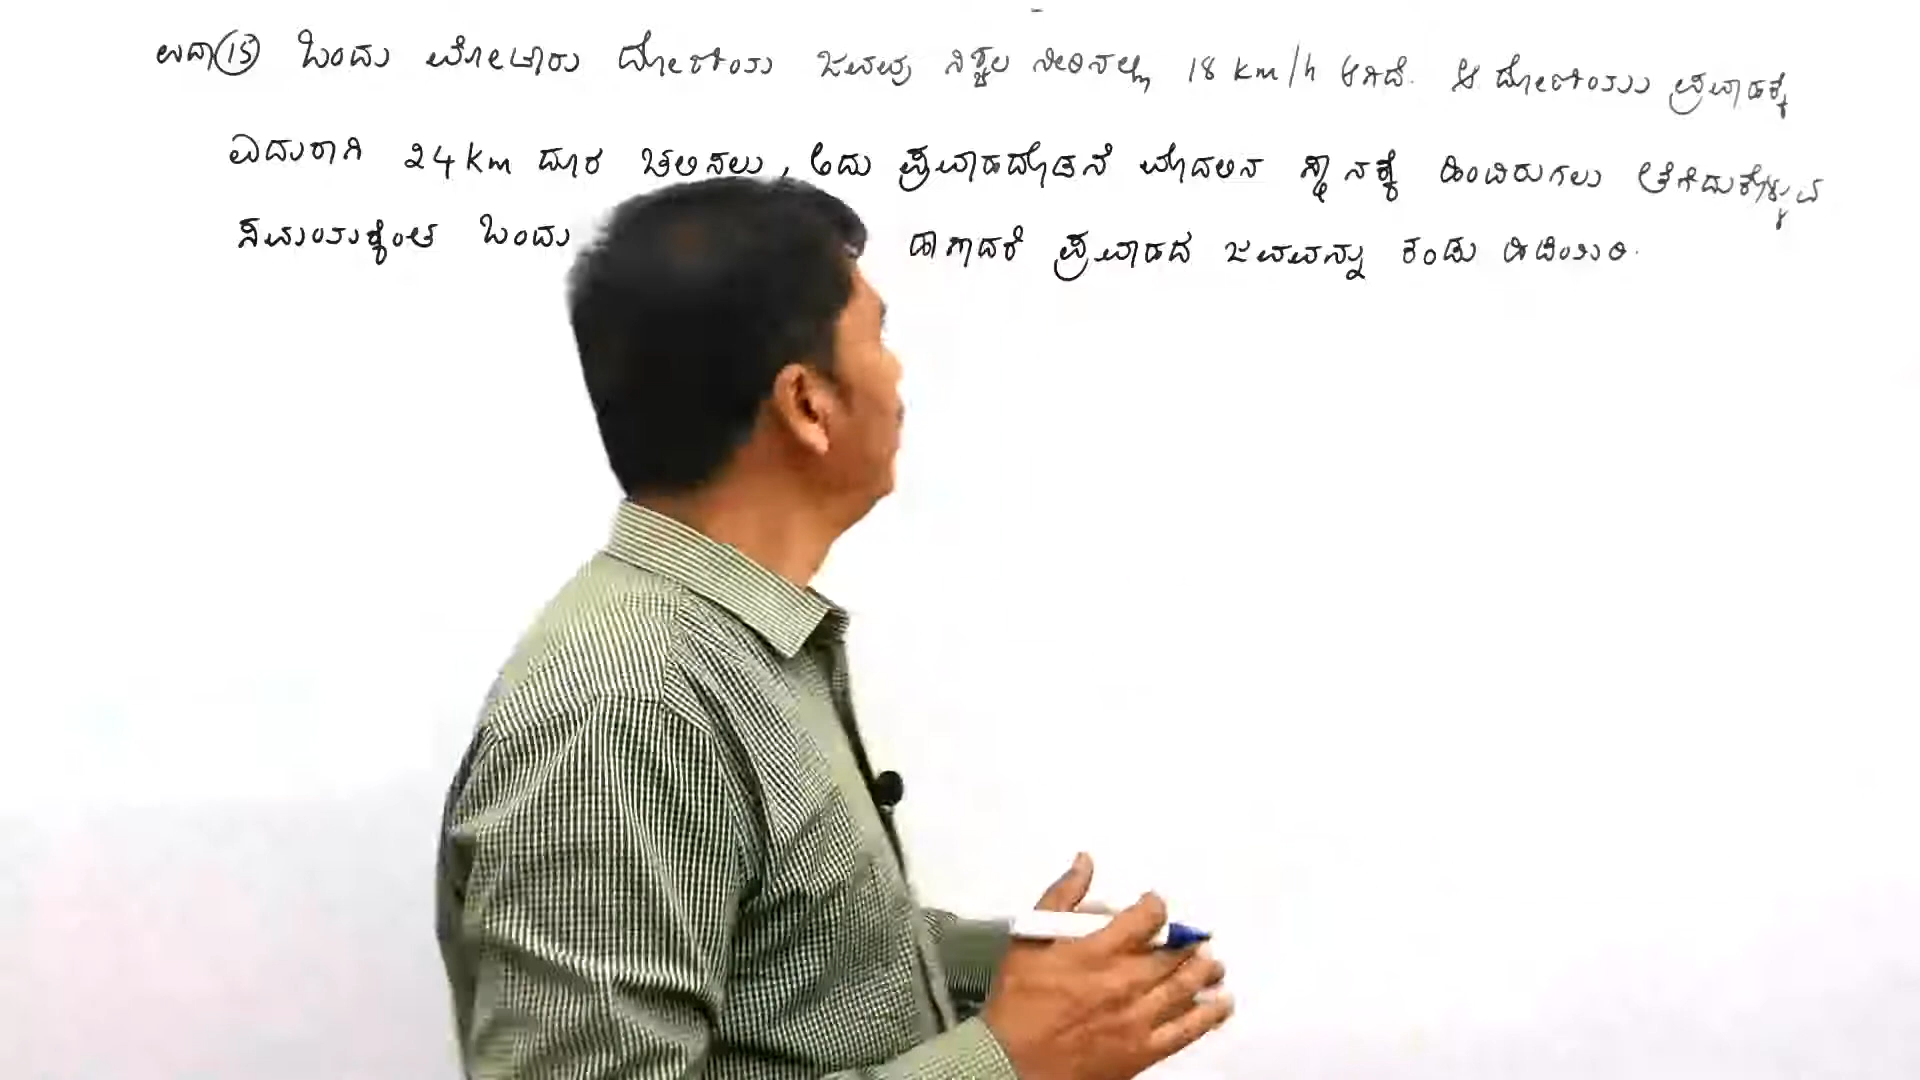 ಉದಾ(15) ಒಂದು ಮೋಟಾರು ದೋಣಿಯ ಜವವು ನಿಶ್ಚಲ ನೀರಿನಲ್ಲಿ 18 km/h ಆಗಿದೆ. ಆ ದೋಣಿಯು ಪ್ರವಾಹಕ್ಕೆ
ಎದುರಾಗಿ 24 km ದೂರ ಚಲಿಸಲು, ಅದು ಪ್ರವಾಹದೊಡನೆ ಮೊದಲಿನ ಸ್ಥಾನಕ್ಕೆ ಹಿಂದಿರುಗಲು ತೆಗೆದುಕೊಳ್ಳುವ
ಸಮಯಕ್ಕಿಂತ ಒಂದು ಹಾಗಾದರೆ ಪ್ರವಾಹದ ಜವವನ್ನು ಕಂಡು ಹಿಡಿಯಿರಿ.